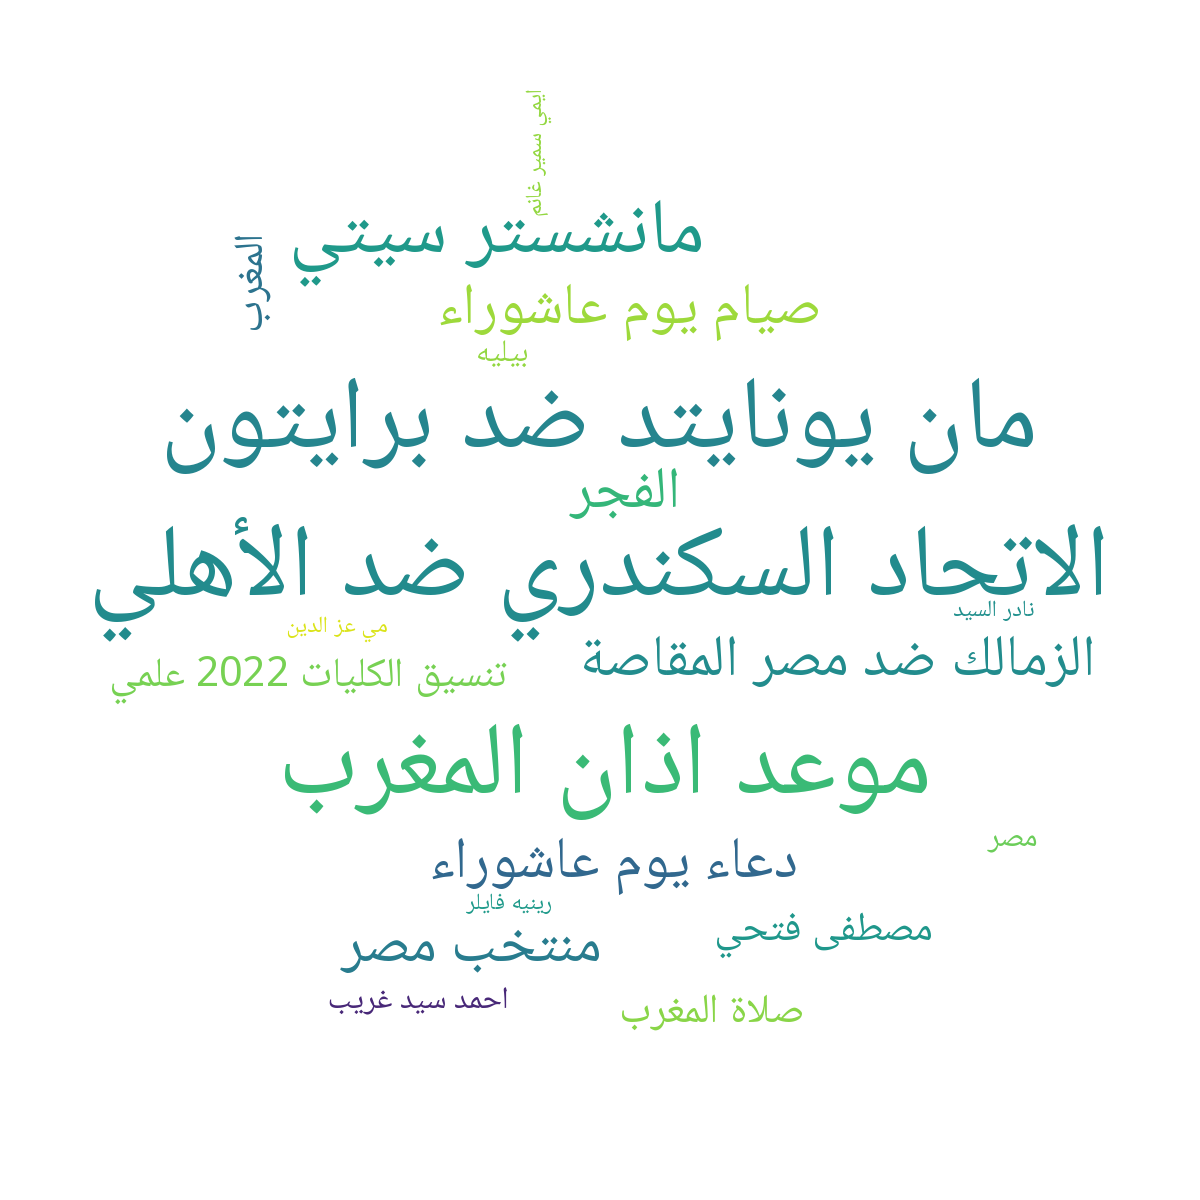 ايمي سمير غانم
مانشستر سيتي
المغرب
صيام يوم عاشوراء
بيليه
مان يونايتد ضد برايتون
الفجر
الاتحاد السكندري ضد الأهلي
نادر السيد
مي عز الدين
الزمالك ضد مصر المقاصة
تنسيق الكليات 2022 علمي
موعد اذان المغرب
مصر
دعاء يوم عاشوراء
رينيه فايلر
مصطفى فتحي
منتخب مصر
احمد سيد غريب
صلاة المغرب